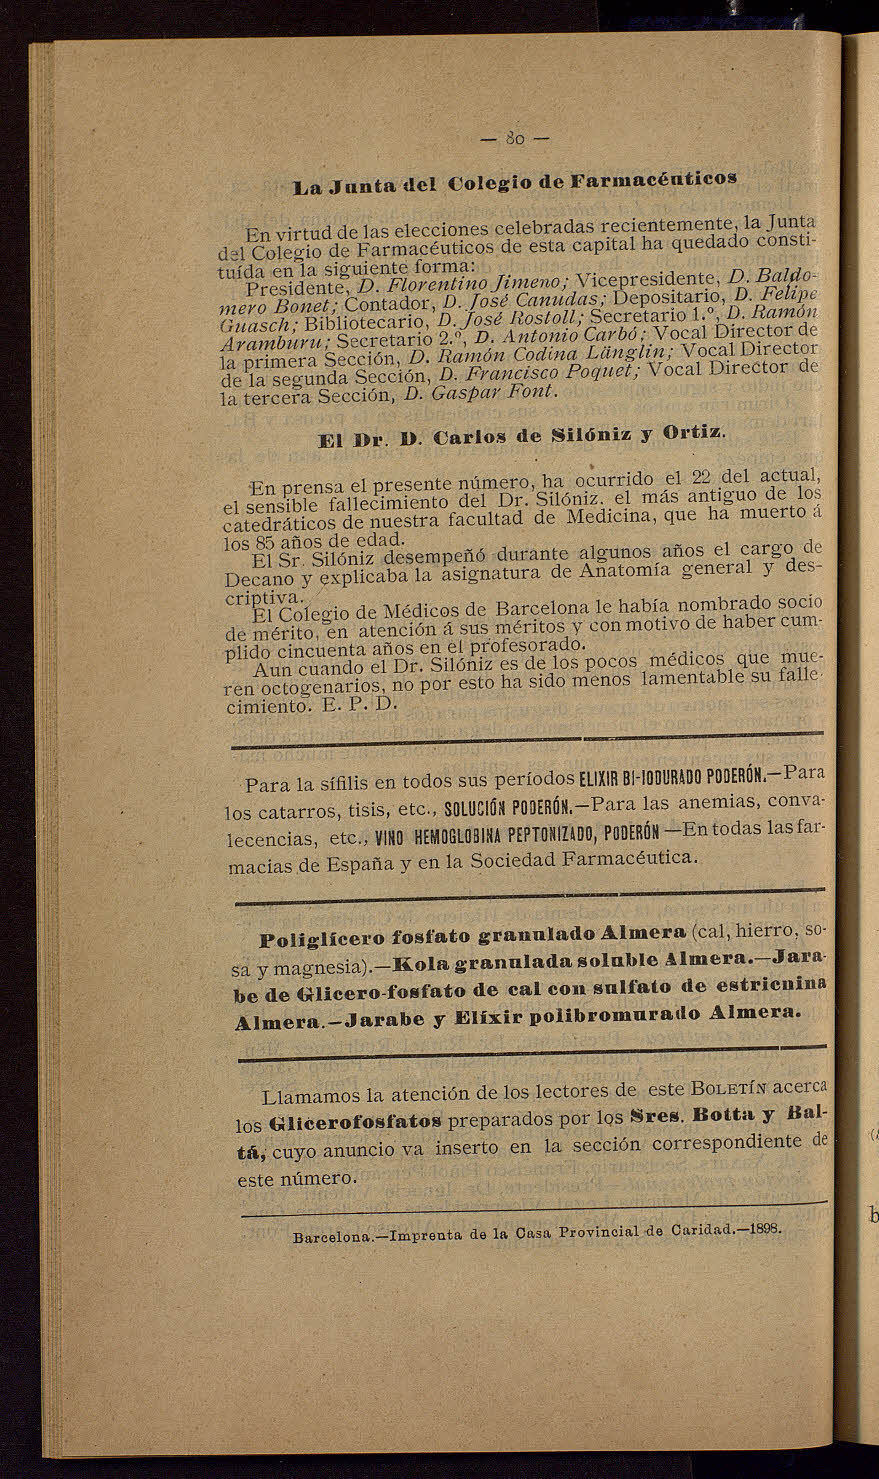 — 80 —
La Junta del Colegio de Farmacéuticos
En virtud de las elecciones celebradas recientemente, la Junta
del Colegio de Farmacéuticos de esta capital ha quedado consti-
tuída en la siguiente forma:
Presidente, D. Florentino Jimeno; Vicepresidente, D. Baldo-
mero Bonet; Contador, D. José Canudas; Depositario, D. Felipe
Guasch; Bibliotecario, D. José Rostoll; Secretario 1.º, D. Ramón
Aramburu; Secretario 2.º, D. Antonio Carbó; Vocal Director de
la primera Sección, D. Ramón Codina Länglin; Vocal Director
de la segunda Sección, D. Francisco Poquet; Vocal Director de
la tercera Sección, D. Gaspar Font.
El Dr. D. Carlos de Silóniz y Ortiz.
En prensa el presente número, ha ocurrido el 22 del actual,
el sensible fallecimiento del Dr. Silóniz. el más antiguo de los
catedráticos de nuestra facultad de Medicina, que ha muerto á
los 85 años de edad.
El Sr. Silóniz desempeñó durante algunos años el cargo de
Decano y explicaba la asignatura de Anatomía general y des-
criptiva.
El Colegio de Médicos de Barcelona le había nombrado socio
de mérito, en atención á sus méritos y con motivo de haber cum-
plido cincuenta años en el profesorado.
Aun cuando el Dr. Silóniz es de los pocos médicos que mue-
ren octogenarios, no por esto ha sido menos lamentable su falle-
cimiento. E. P. D.
Para la sífilis en todos sus períodos ELIXIR BI-IODURADO PODERÓN.—Para
los catarros, tisis, etc., SOLUCIÓN PODERÓN.—Para las anemias, conva-
lecencias, etc., VINO HEMOGLOBINA PEPTONIZADO, PODERÓN —En todas las far-
macias de España y en la Sociedad Farmacéutica.
Poliglícero fosfato granulado Almera (cal, hierro, so-
sa y magnesia).—Kola granulada soluble Almera.—Jara-
be de Glicero-fosfato de cal con sulfato de estricnina
Almera.—Jarabe y Elíxir polibromurado Almera.
Llamamos la atención de los lectores de este BOLETÍN acerca
los Glicerofosfatos preparados por los Sres. Botta y Bal-
tá, cuyo anuncio va inserto en la sección correspondiente de
este número.
Barcelona.—Imprenta de la Casa Provincial de Caridad.—1898.